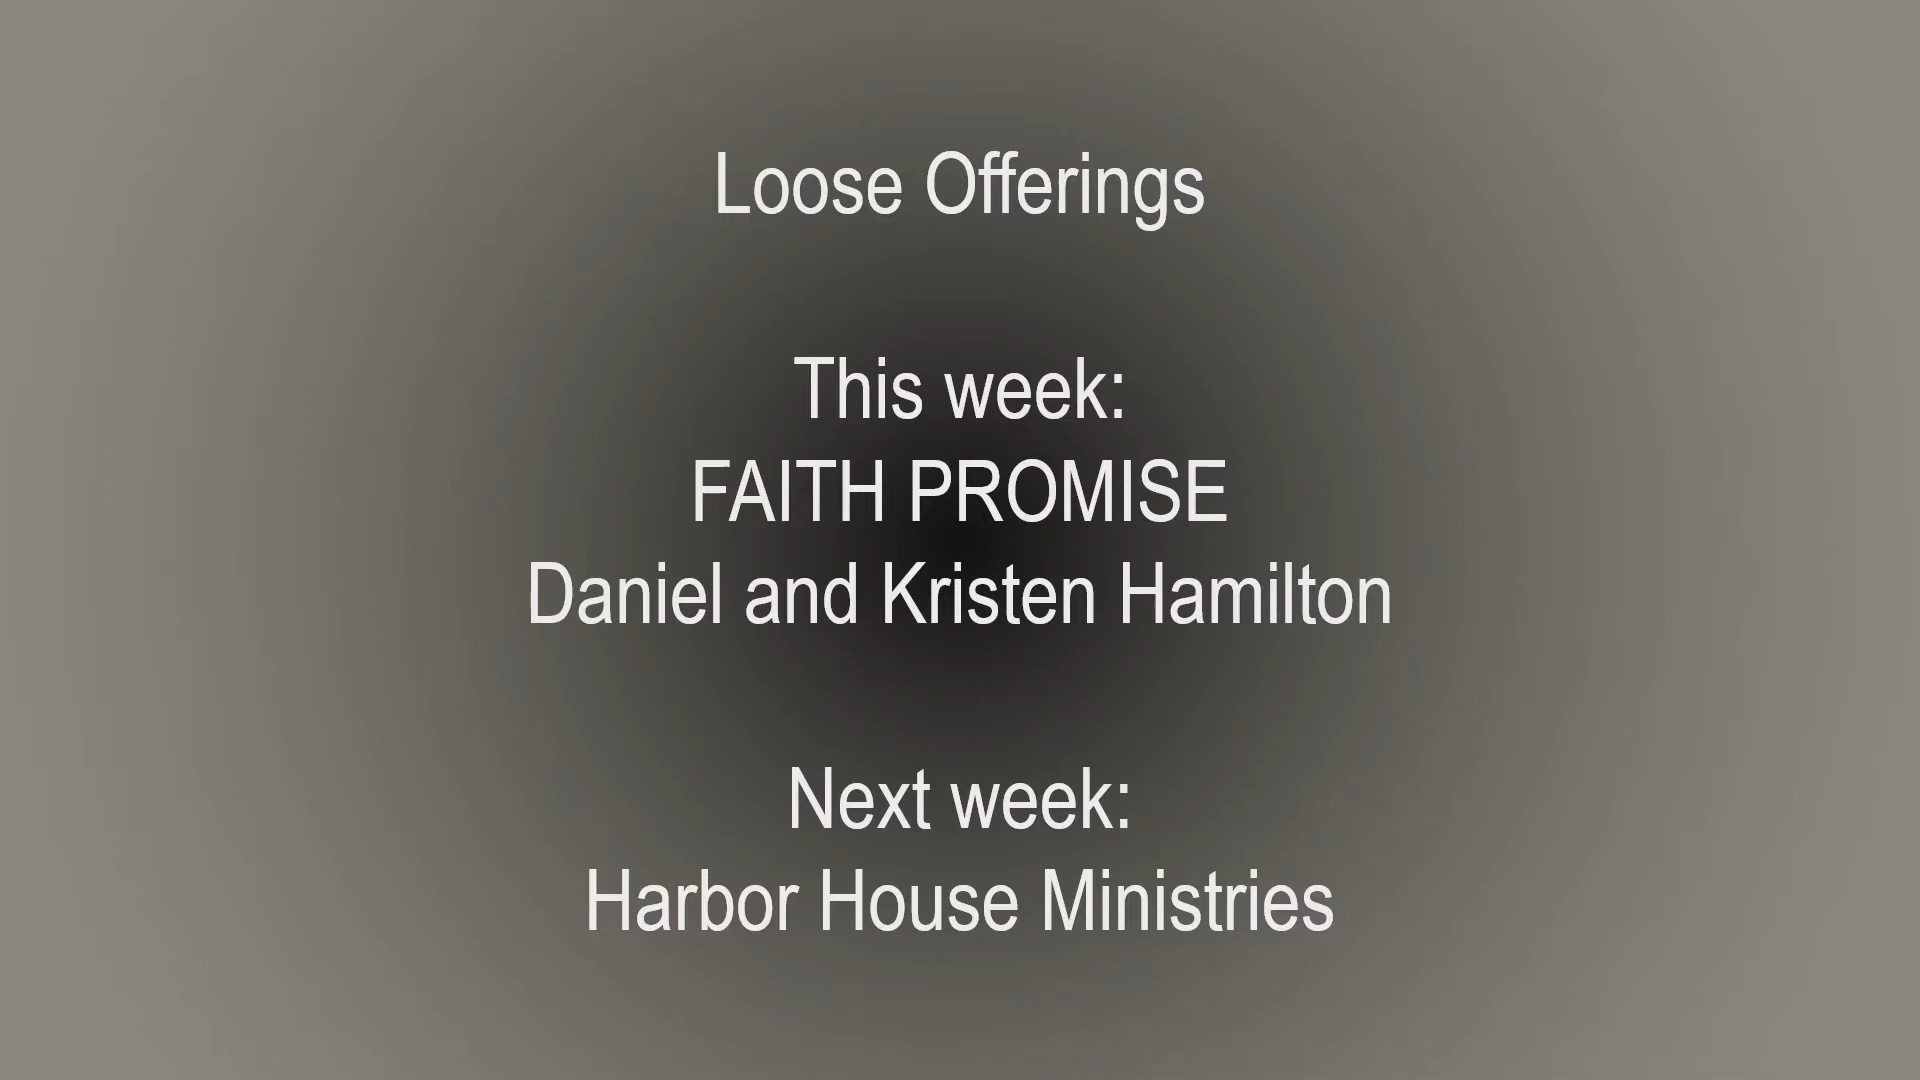 Loose Offerings
This week:
FAITH PROMISE
Daniel and Kristen Hamilton
Next week:
Harbor House Ministries